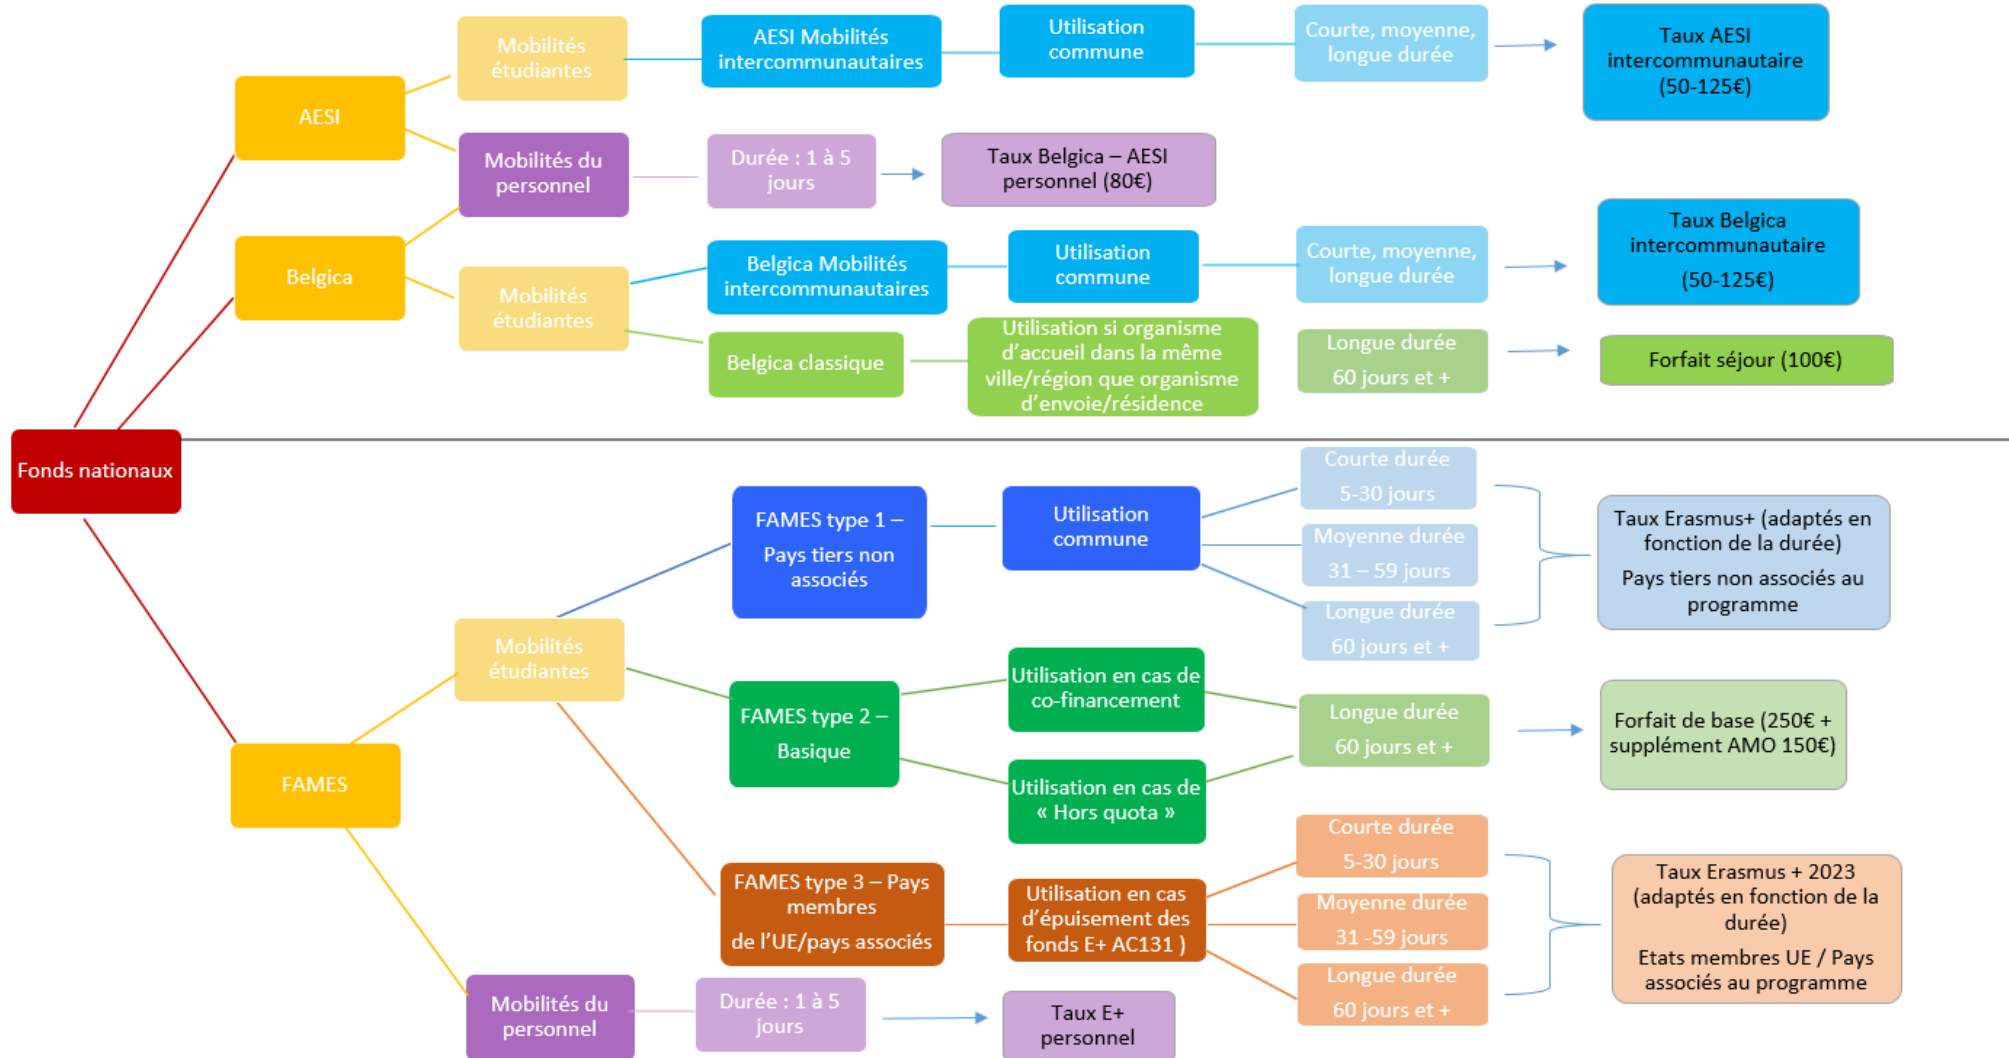 Mobilités
étudiantes
AESI Mobilités
intercommunautaires
Utilisation
commune
Courte, moyenne,
longue durée
Taux AESI
intercommunautaire
(50-125€)
AESI
Mobilités du
personnel
Durée : 1 à 5
jours
Taux Belgica – AESI
personnel (80€)
Belgica
Mobilités
étudiantes
Belgica Mobilités
intercommunautaires
Utilisation
commune
Courte, moyenne,
longue durée
Taux Belgica
intercommunautaire
(50-125€)
Belgica classique
Utilisation si organisme
d'accueil dans la même
ville/région que organisme
d'envoie/résidence
Longue durée
60 jours et +
Forfait séjour (100€)
Fonds nationaux
FAMES type 1 –
Pays tiers non
associés
Utilisation
commune
Courte durée
5-30 jours
Moyenne durée
31 – 59 jours
Longue durée
60 jours et +
Taux Erasmus+ (adaptés en
fonction de la durée)
Pays tiers non associés au
programme
Mobilités
étudiantes
FAMES type 2 –
Basique
Utilisation en cas de
co-financement
Utilisation en cas de
« Hors quota »
Longue durée
60 jours et +
Forfait de base (250€ +
supplément AMO 150€)
FAMES
FAMES type 3 – Pays
membres
de l'UE/pays associés
Utilisation en cas
d'épuisement des
fonds E+ AC131 )
Courte durée
5-30 jours
Moyenne durée
31 -59 jours
Longue durée
60 jours et +
Taux Erasmus + 2023
(adaptés en fonction de la
durée)
Etats membres UE / Pays
associés au programme
Mobilités du
personnel
Durée : 1 à 5
jours
Taux E+
personnel